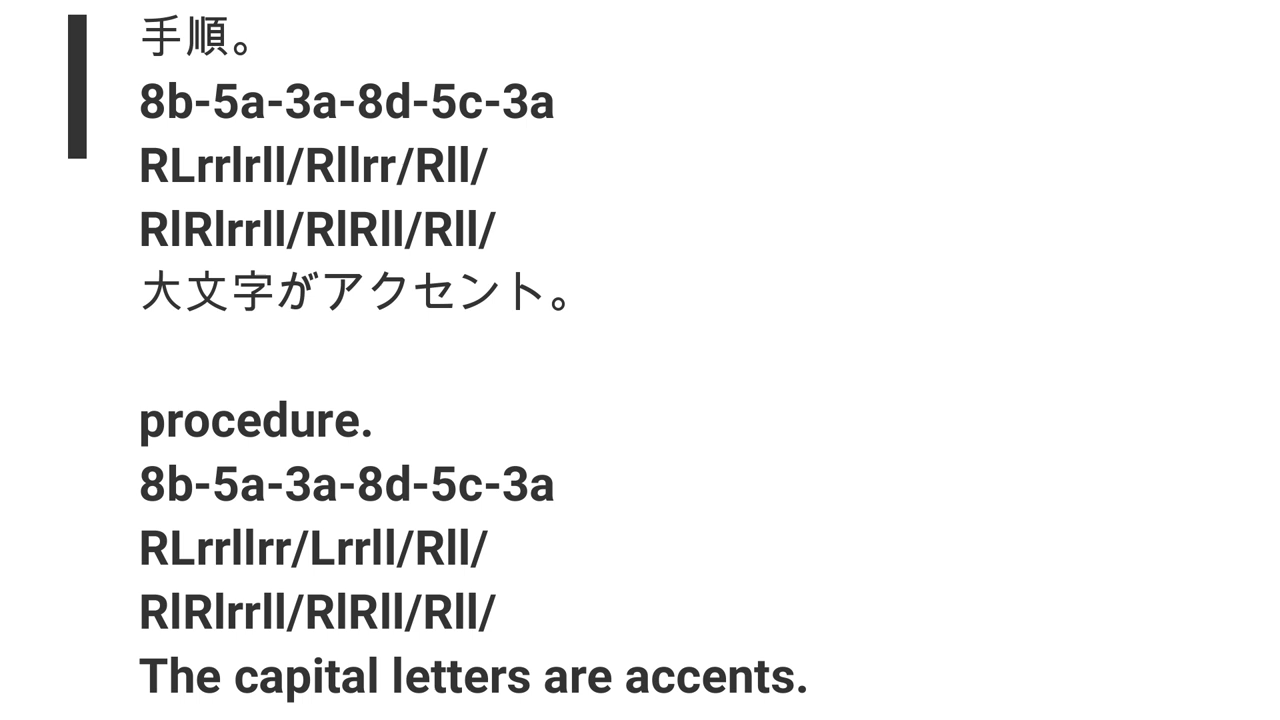 手順。
8b-5a-3a-8d-5c-3a
RLrrlrll/Rllrr/Rll/
RlRlrrll/RlRll/Rll/
大文字がアクセント。
procedure.
8b-5a-3a-8d-5c-3a
RLrrllrr/Lrrll/Rll/
RlRlrrll/RlRll/Rll/
The capital letters are accents.